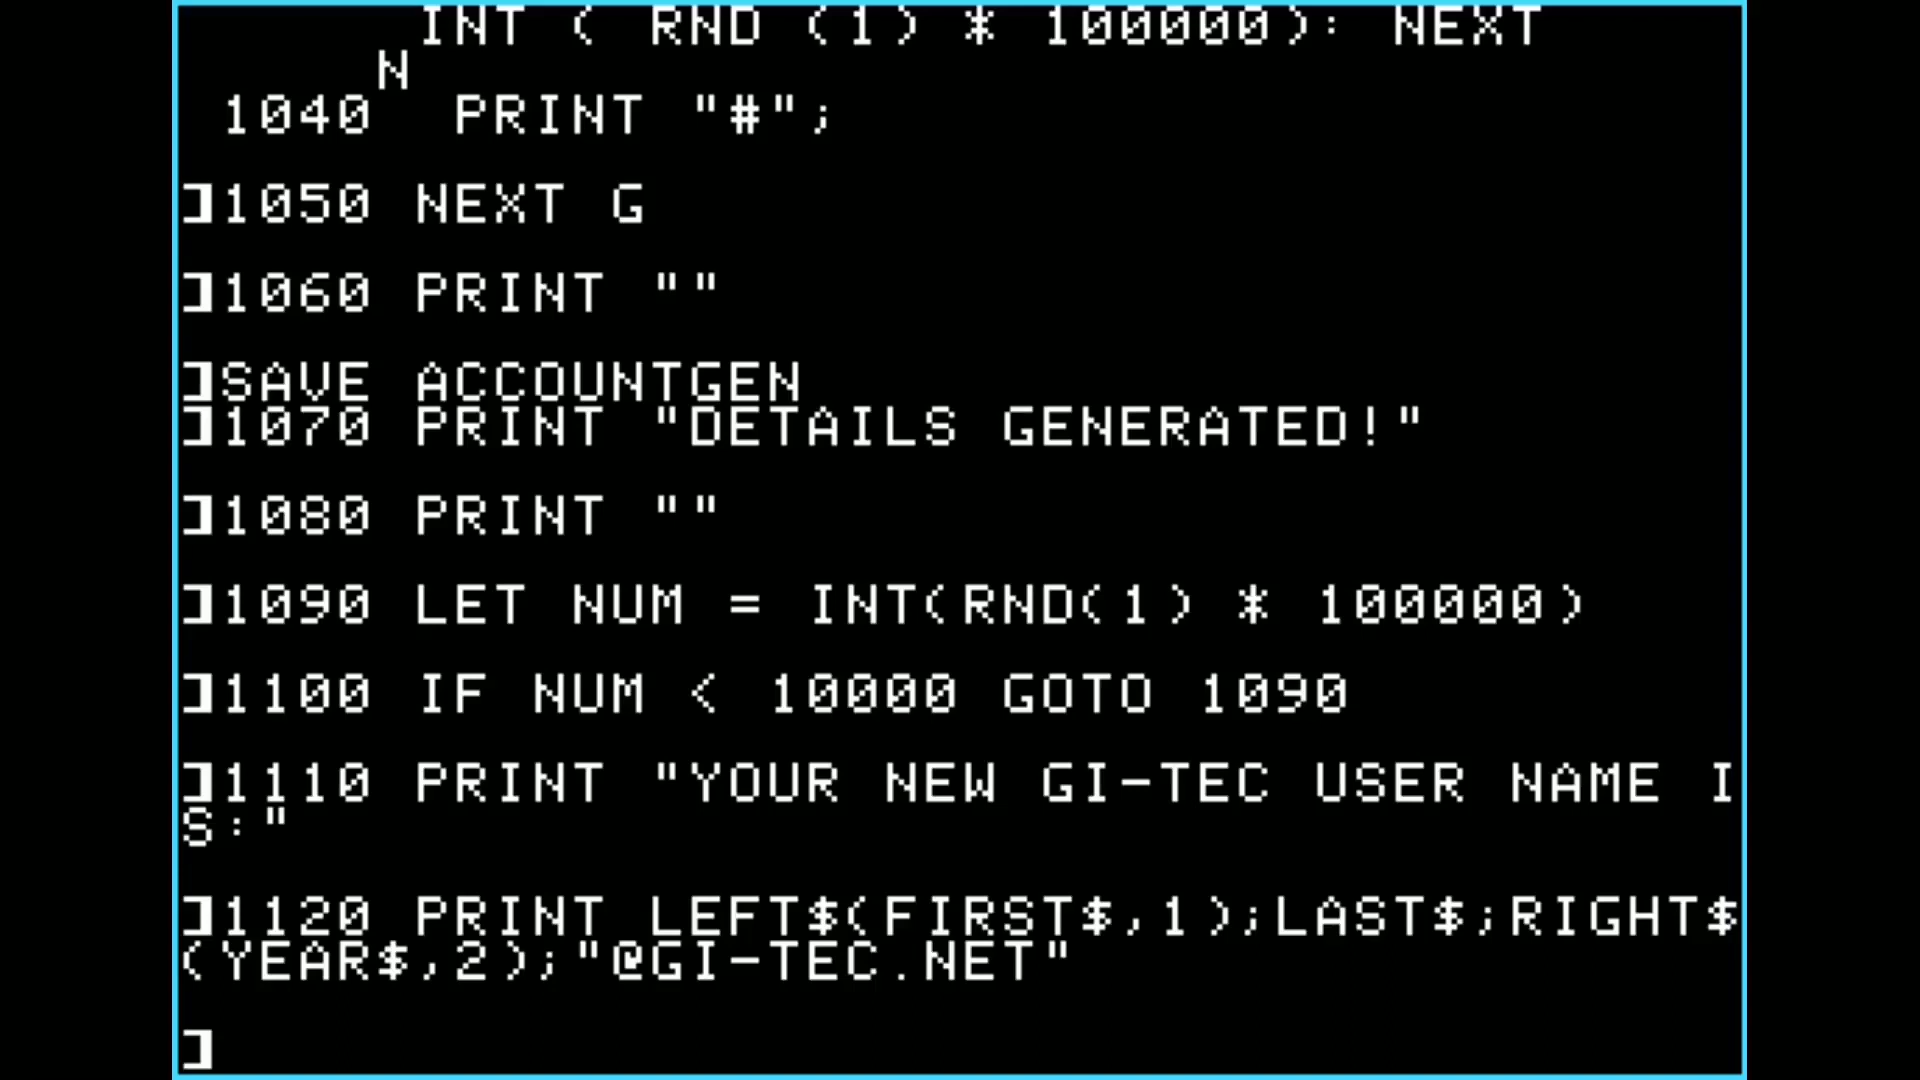 INT ( RND (1) * 100000): NEXT
N
1040  PRINT "#";
]1050 NEXT G
]1060 PRINT ""
]SAVE ACCOUNTGEN
]1070 PRINT "DETAILS GENERATED!"
]1080 PRINT ""
]1090 LET NUM = INT(RND(1) * 100000)
]1100 IF NUM < 10000 GOTO 1090
]1110 PRINT "YOUR NEW GI-TEC USER NAME I
S:"
]1120 PRINT LEFT$(FIRST$,1);LAST$;RIGHT$
(YEAR$,2);"@GI-TEC.NET"
]